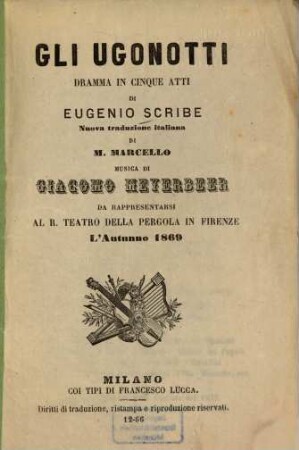 GLI UGONOTTI
DRAMMA IN CINQUE ATTI
DI
EUGENIO SCRIBE
Nuova traduzione italiana
DI
M. MARCELLO
MUSICA DI
GIACOMO MEYERBEER
DA RAPPRESENTARSI
AL R. TEATRO DELLA PERGOLA IN FIRENZE
L'Autunno 1869
MILANO
COI TIPI DI FRANCESCO LUCCA.
Diritti di traduzione, ristampa e riproduzione riservati.
12-66